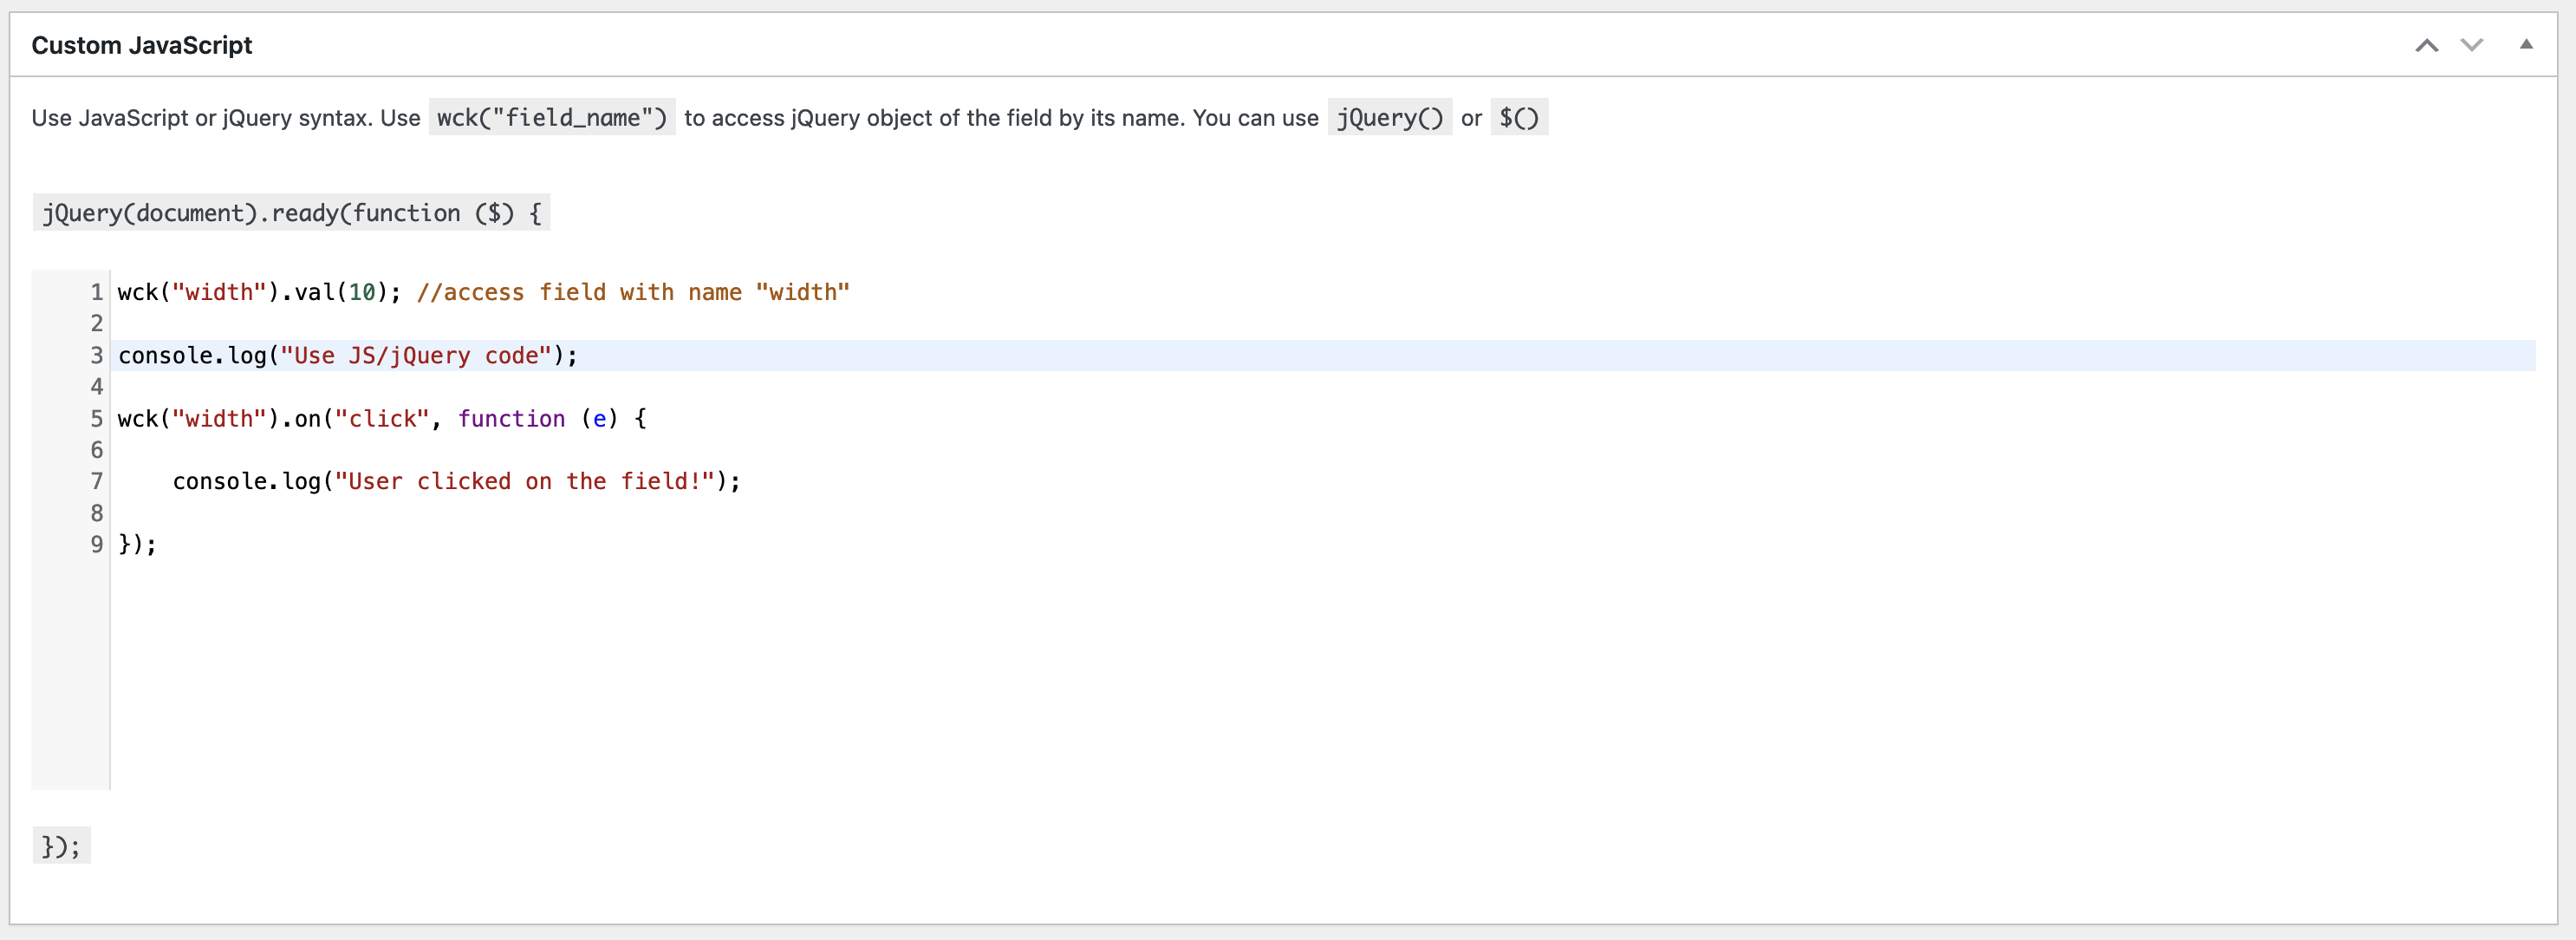 Custom JavaScript
Use JavaScript or jQuery syntax. Use wck("field_name") to access jQuery object of the field by its name. You can use jQuery() or $()
jQuery(document).ready(function ($) {
1 wck("width").val(10); //access field with name "width"
2
3 console.log("Use JS/jQuery code");
4
5 wck("width").on("click", function (e) {
6
7     console.log("User clicked on the field!");
8
9 });
});